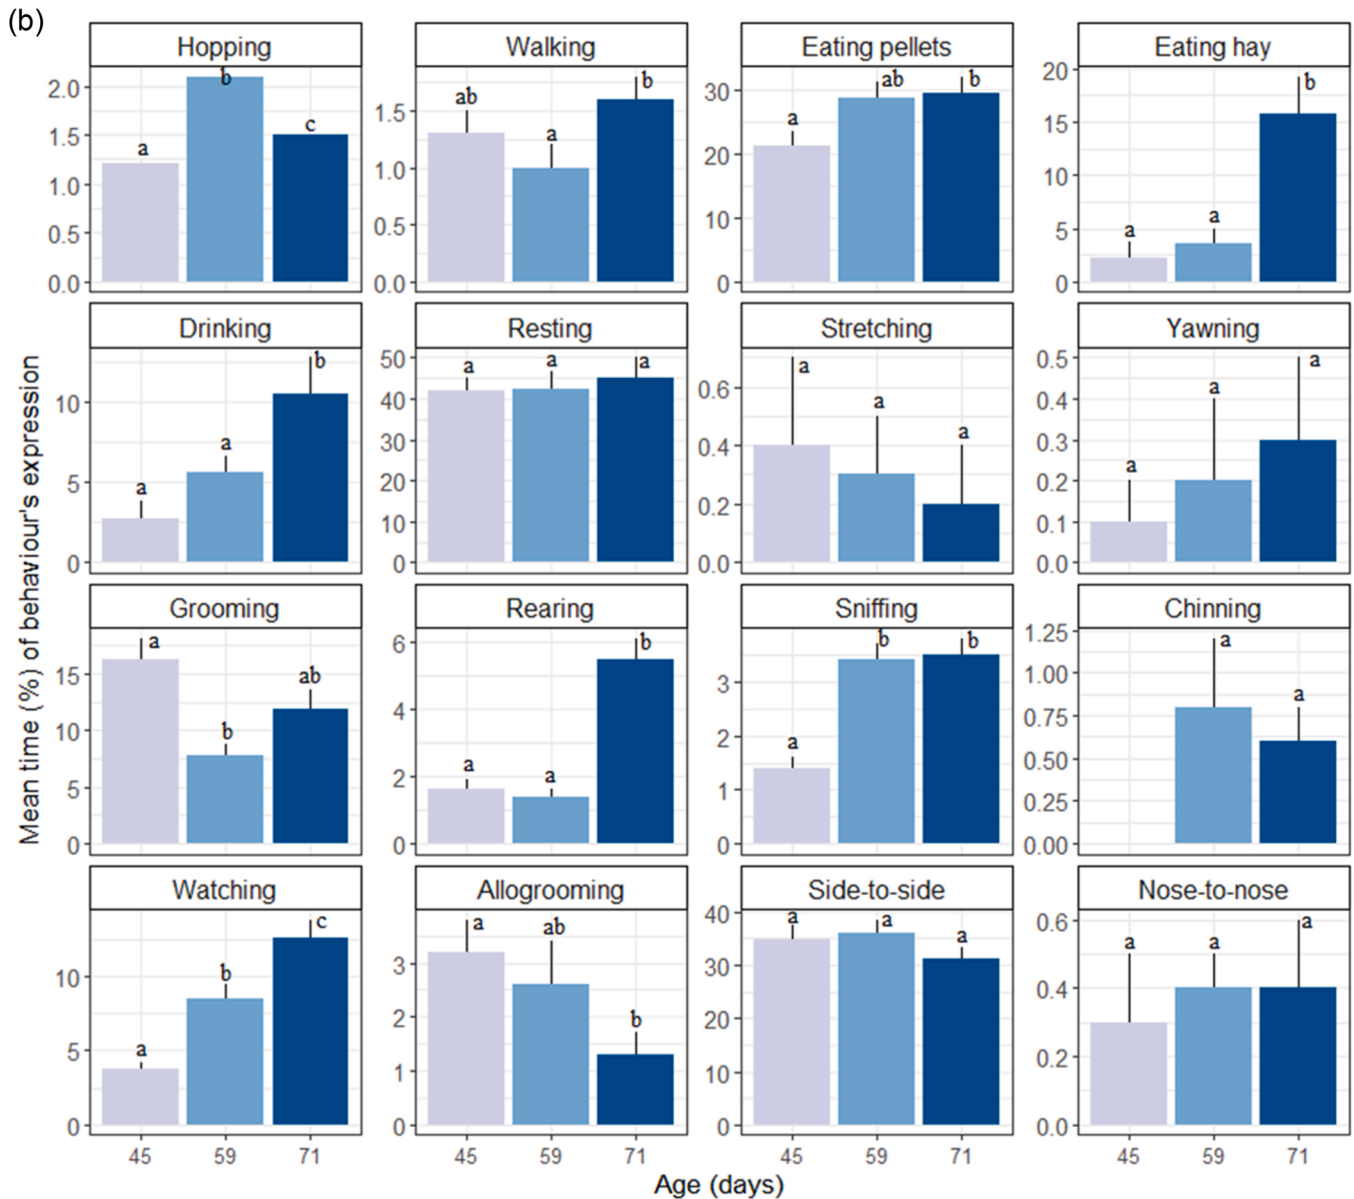 (b)
Hopping Walking Eating pellets Eating hay
2.0 1.5 1.0 0.5 0.0
a b c
1.5 1.0 0.5 0.0
ab a b
30 20 10 0
a ab b
20 15 10 5 0
a a b
Drinking Resting Stretching Yawning
10 5 0
a a b
50 40 30 20 10 0
a a a
0.6 0.4 0.2 0.0
a a a
0.5 0.4 0.3 0.2 0.1 0.0
a a a
Grooming Rearing Sniffing Chinning
15 10 5 0
a b ab
6 4 2 0
a a b
3 2 1 0
a b b
1.25 1.00 0.75 0.50 0.25 0.00
a a
Watching Allogrooming Side-to-side Nose-to-nose
10 5 0
a b c
3 2 1 0
a ab b
40 30 20 10 0
a a a
0.6 0.4 0.2 0.0
a a a
45 59 71 45 59 71 45 59 71 45 59 71
Age (days)
Mean time (%) of behaviour's expression